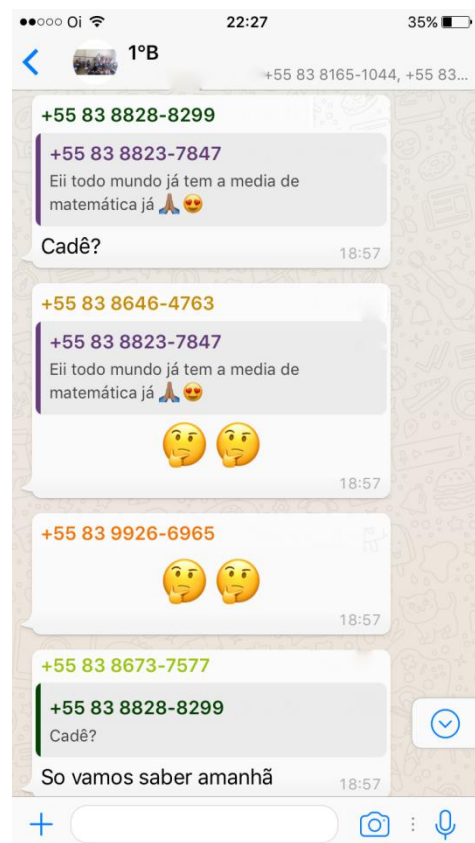 ●●○○○ Oi 22:27 35%
1°B
+55 83 8165-1044, +55 83...
+55 83 8828-8299
+55 83 8823-7847
Eii todo mundo já tem a media de
matemática já 🙏🏽😍
Cadê?
18:57
+55 83 8646-4763
+55 83 8823-7847
Eii todo mundo já tem a media de
matemática já 🙏🏽😍
🤔🤔
18:57
+55 83 9926-6965
🤔🤔
18:57
+55 83 8673-7577
+55 83 8828-8299
Cadê?
So vamos saber amanhã
18:57